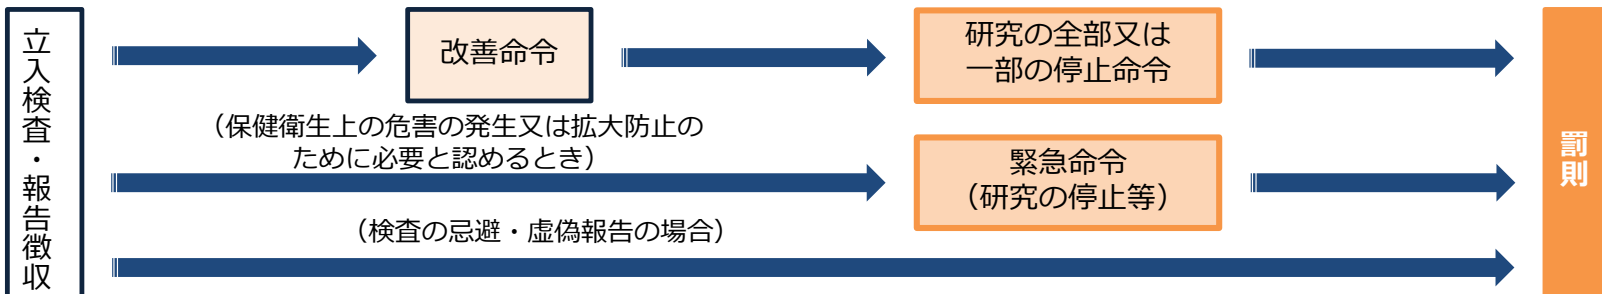 立入検査・報告徴収
改善命令
研究の全部又は
一部の停止命令
（保健衛生上の危害の発生又は拡大防止の
ために必要と認めるとき）
緊急命令
（研究の停止等）
（検査の忌避・虚偽報告の場合）
罰則